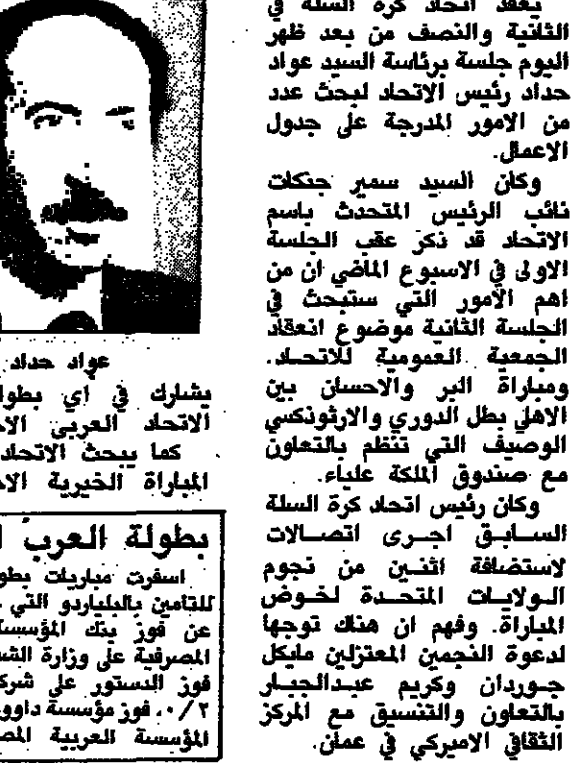 يعقد اتحاد كرة السلة في
الثانية والنصف من بعد ظهر
اليوم جلسة برئاسة السيد عواد
حداد رئيس الاتحاد لبحث عدد
من الامور المدرجة على جدول
الاعمال.
وكان السيد سمير جنكات
نائب الرئيس المتحدث باسم
الاتحاد قد ذكر عقب الجلسة
الاولى في الاسبوع الماضي ان من
اهم الامور التي ستبحث في
الجلسة الثانية موضوع انعقاد
الجمعية العمومية للاتحاد.
ومباراة البر والاحسان بين
الاهلي بطل الدوري والارثوذكسي
الوصيف التي تنظم بالتعاون
مع صندوق الملكة علياء.
وكان رئيس اتحاد كرة السلة
السابق اجرى اتصالات
لاستضافة اثنين من نجوم
الولايات المتحدة لخوض
المباراة. وفهم ان هناك توجها
لدعوة النجمين المعتزلين مايكل
جوردان وكريم عبدالجبار
بالتعاون والتنسيق مع المركز
الثقافي الاميركي في عمان.
عواد حداد
يشارك في اي
الاتحاد العربي
كما يبحث الاتحاد
المباراة الخيرية
بطولة العرب
اسفرت مباريات
للتامين بالبلياردو التي
عن فوز بنك
المصرفية على وزارة
فوز الدستور على
٠/٢، فوز مؤسسة
المؤسسة العربية